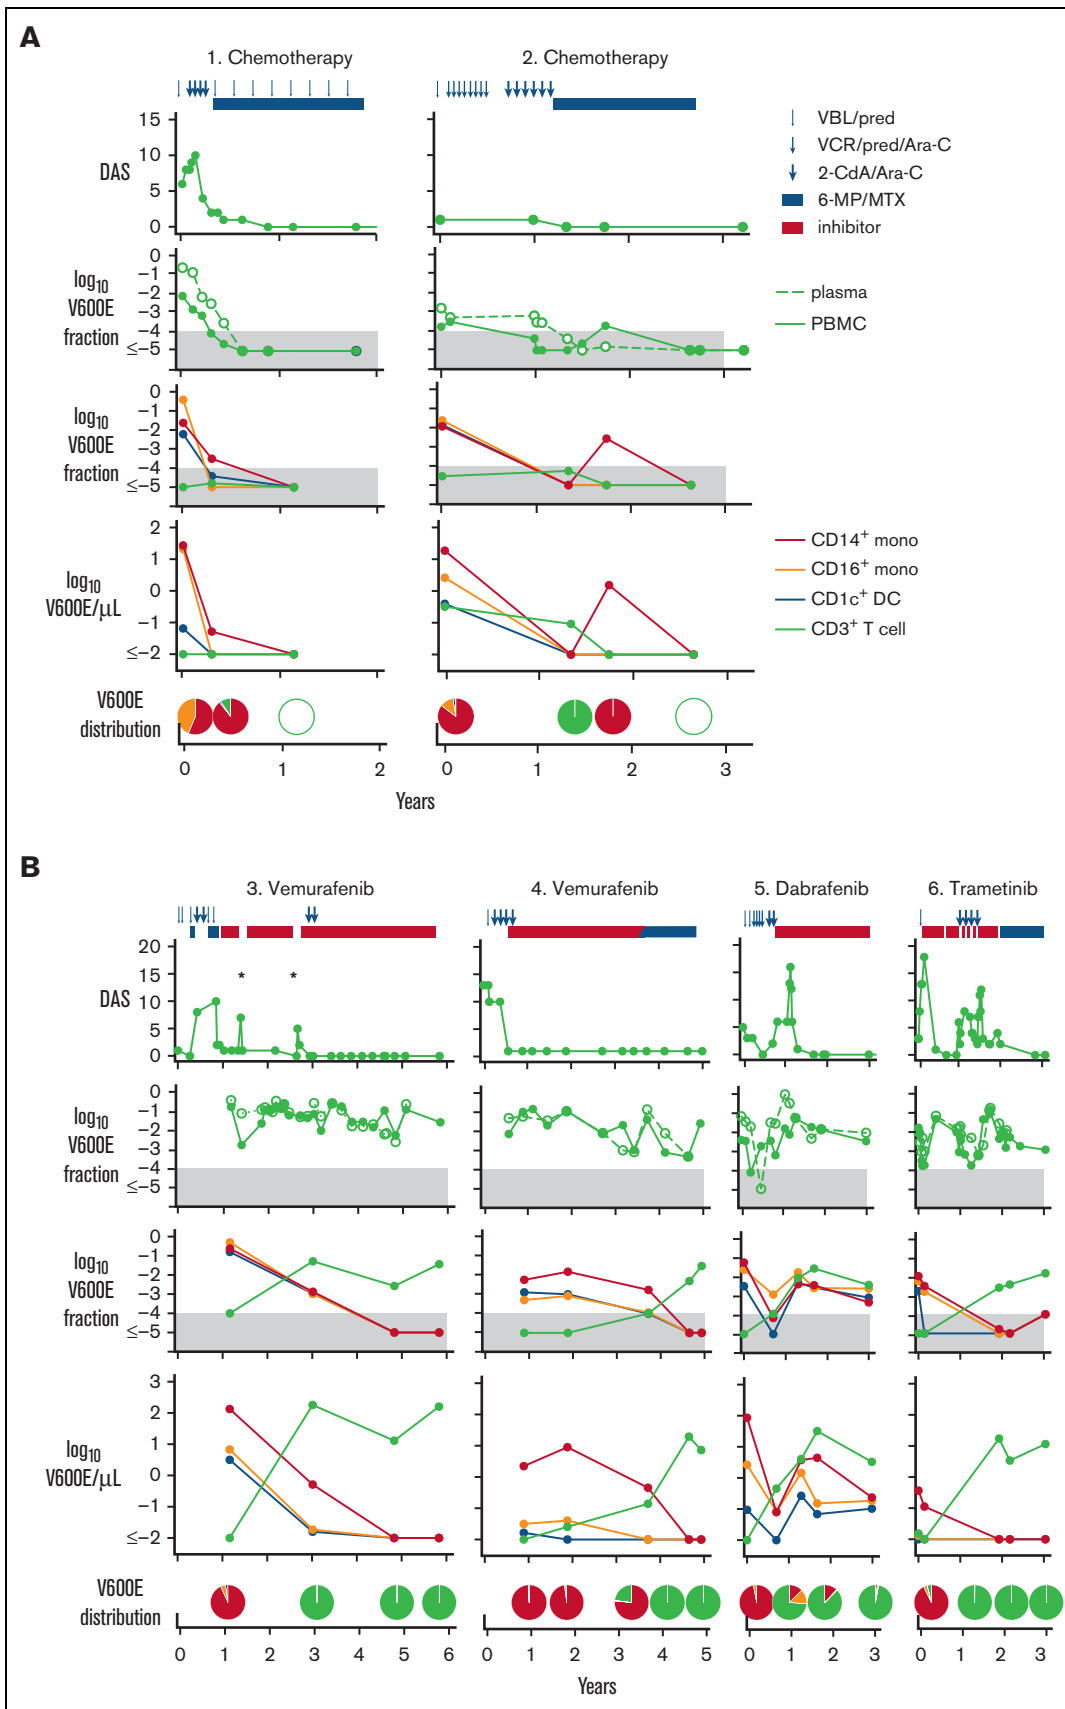 A
1. Chemotherapy
2. Chemotherapy
VBL/pred
VCR/pred/Ara-C
2-CdA/Ara-C
6-MP/MTX
inhibitor
DAS
15
10
5
0
log10 V600E fraction
0
−1
−2
−3
−4
≤−5
plasma
PBMC
log10 V600E fraction
0
−1
−2
−3
−4
≤−5
log10 V600E/µL
2
1
0
−1
≤−2
CD14+ mono
CD16+ mono
CD1c+ DC
CD3+ T cell
V600E distribution
0 1 2
0 1 2 3
Years
B
3. Vemurafenib
4. Vemurafenib
5. Dabrafenib
6. Trametinib
DAS
20
15
10
5
0
* *
log10 V600E fraction
0
−1
−2
−3
−4
≤−5
log10 V600E fraction
0
−1
−2
−3
−4
≤−5
log10 V600E/µL
3
2
1
0
−1
≤−2
V600E distribution
0 1 2 3 4 5 6
0 1 2 3 4 5
0 1 2 3
0 1 2 3
Years